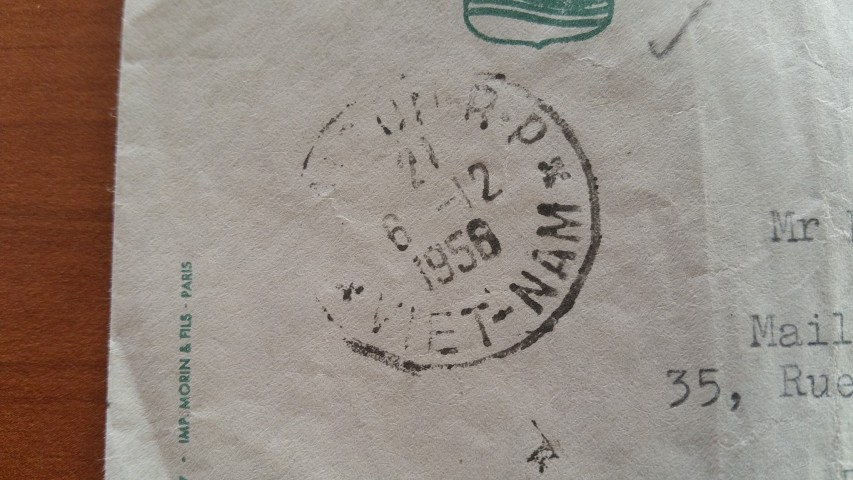 R.P
21
6-12
1956
VIET-NAM
Mr
Mail
35, Rue
IMP. MORIN & FILS - PARIS